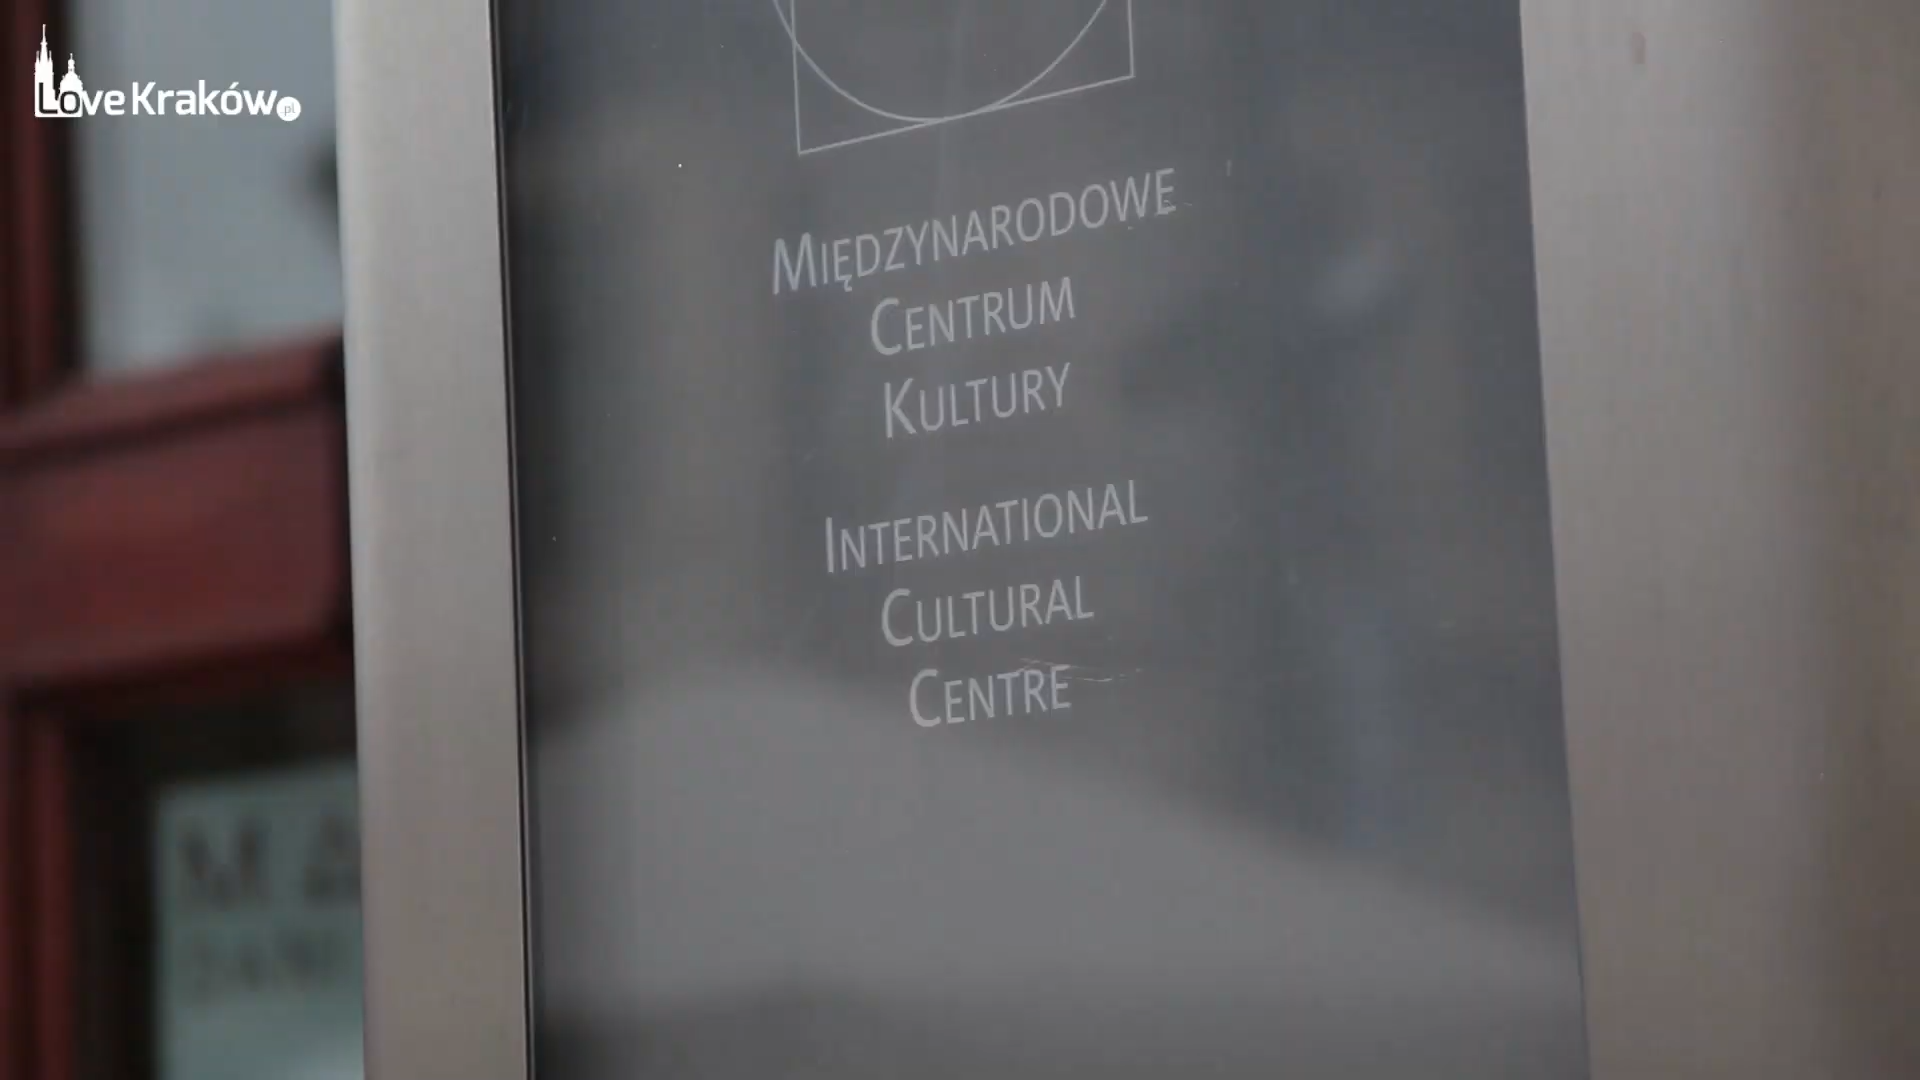 LoveKraków.pl
MIĘDZYNARODOWE
CENTRUM
KULTURY
INTERNATIONAL
CULTURAL
CENTRE